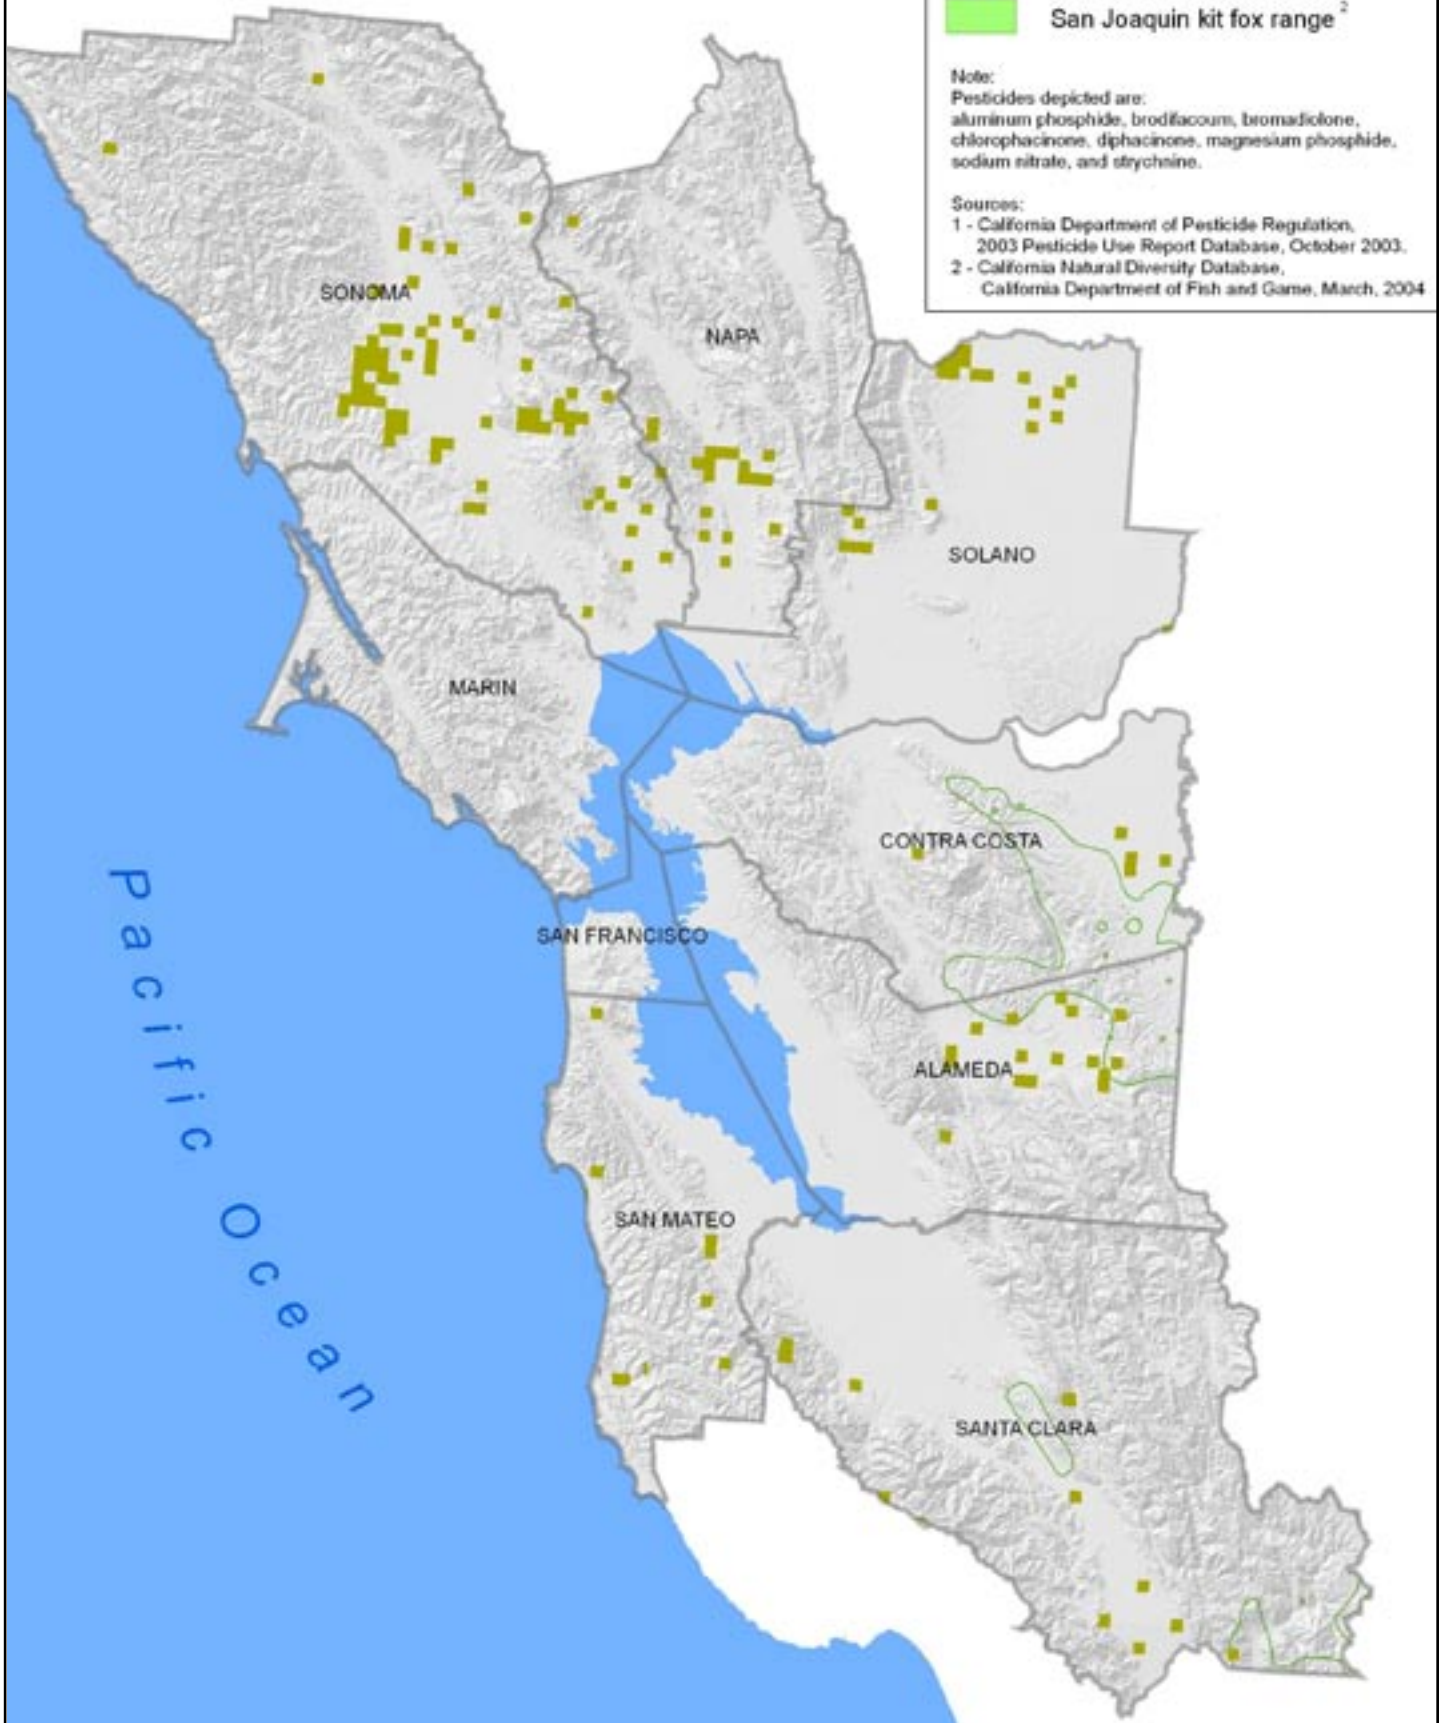 San Joaquin kit fox range 2
Note:
Pesticides depicted are:
aluminum phosphide, brodifacoum, bromadiolone,
chlorophacinone, diphacinone, magnesium phosphide,
sodium nitrate, and strychnine.
Sources:
1 - California Department of Pesticide Regulation,
2003 Pesticide Use Report Database, October 2003.
2 - California Natural Diversity Database,
California Department of Fish and Game, March, 2004
SONOMA
NAPA
SOLANO
MARIN
CONTRA COSTA
SAN FRANCISCO
ALAMEDA
SAN MATEO
SANTA CLARA
Pacific Ocean